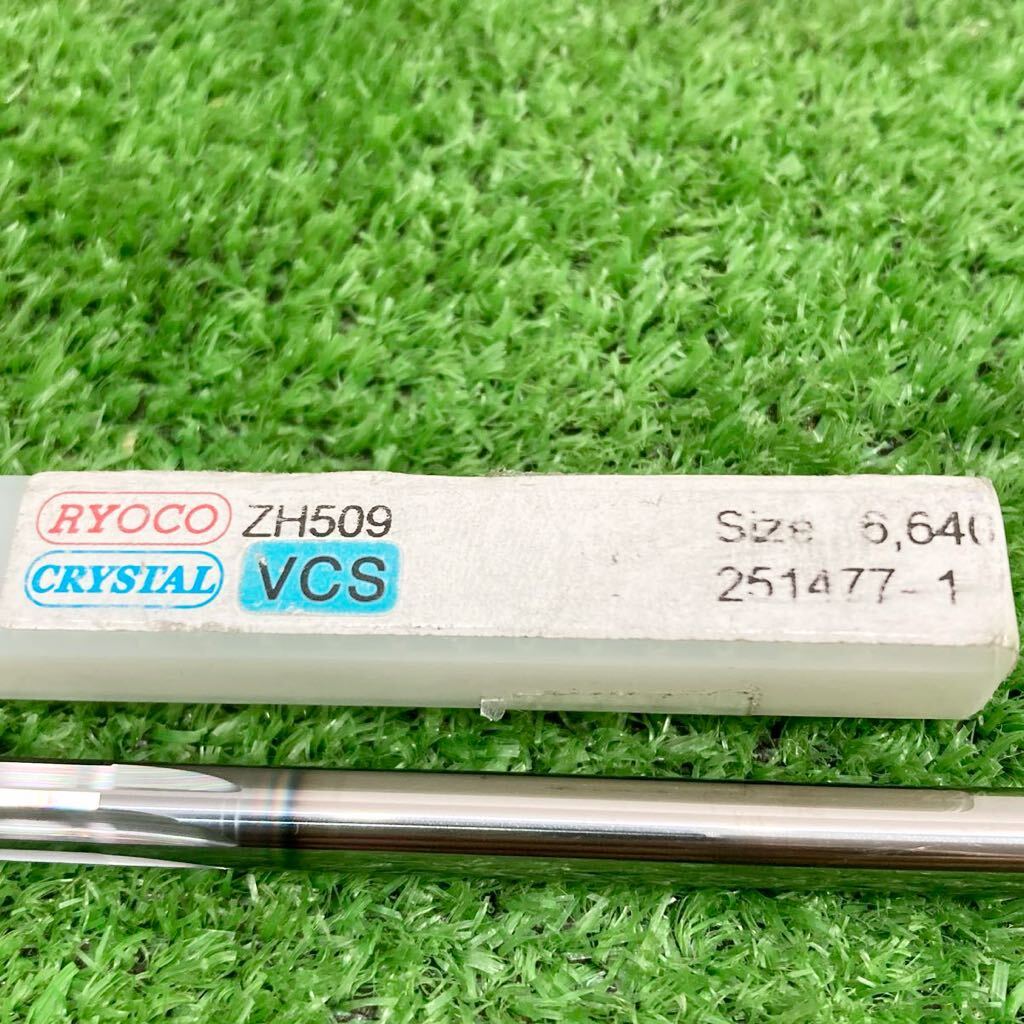 RYOCO ZH509 Size 6,640
CRYSTAL VCS 251477-1